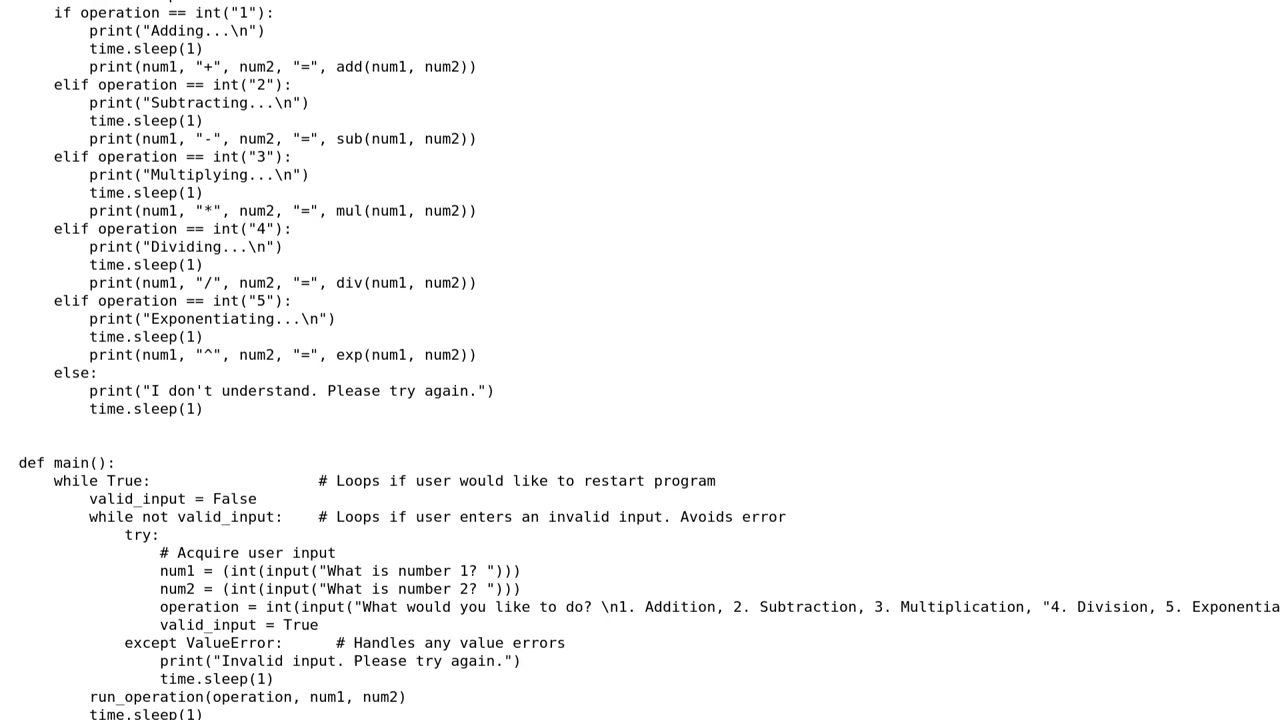 if operation == int("1"):
        print("Adding...\n")
        time.sleep(1)
        print(num1, "+", num2, "=", add(num1, num2))
    elif operation == int("2"):
        print("Subtracting...\n")
        time.sleep(1)
        print(num1, "-", num2, "=", sub(num1, num2))
    elif operation == int("3"):
        print("Multiplying...\n")
        time.sleep(1)
        print(num1, "*", num2, "=", mul(num1, num2))
    elif operation == int("4"):
        print("Dividing...\n")
        time.sleep(1)
        print(num1, "/", num2, "=", div(num1, num2))
    elif operation == int("5"):
        print("Exponentiating...\n")
        time.sleep(1)
        print(num1, "^", num2, "=", exp(num1, num2))
    else:
        print("I don't understand. Please try again.")
        time.sleep(1)


def main():
    while True:                   # Loops if user would like to restart program
        valid_input = False
        while not valid_input:    # Loops if user enters an invalid input. Avoids error
            try:
                # Acquire user input
                num1 = (int(input("What is number 1? ")))
                num2 = (int(input("What is number 2? ")))
                operation = int(input("What would you like to do? \n1. Addition, 2. Subtraction, 3. Multiplication, "4. Division, 5. Exponentia
                valid_input = True
            except ValueError:      # Handles any value errors
                print("Invalid input. Please try again.")
                time.sleep(1)
        run_operation(operation, num1, num2)
        time.sleep(1)